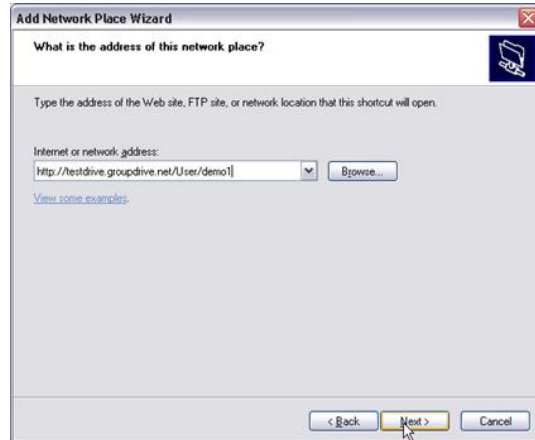 Add Network Place Wizard
What is the address of this network place?
Type the address of the Web site, FTP site, or network location that this shortcut will open.
Internet or network address:
http://testdrive.groupdrive.net/User/demo1
Browse...
View some examples.
< Back
Next >
Cancel